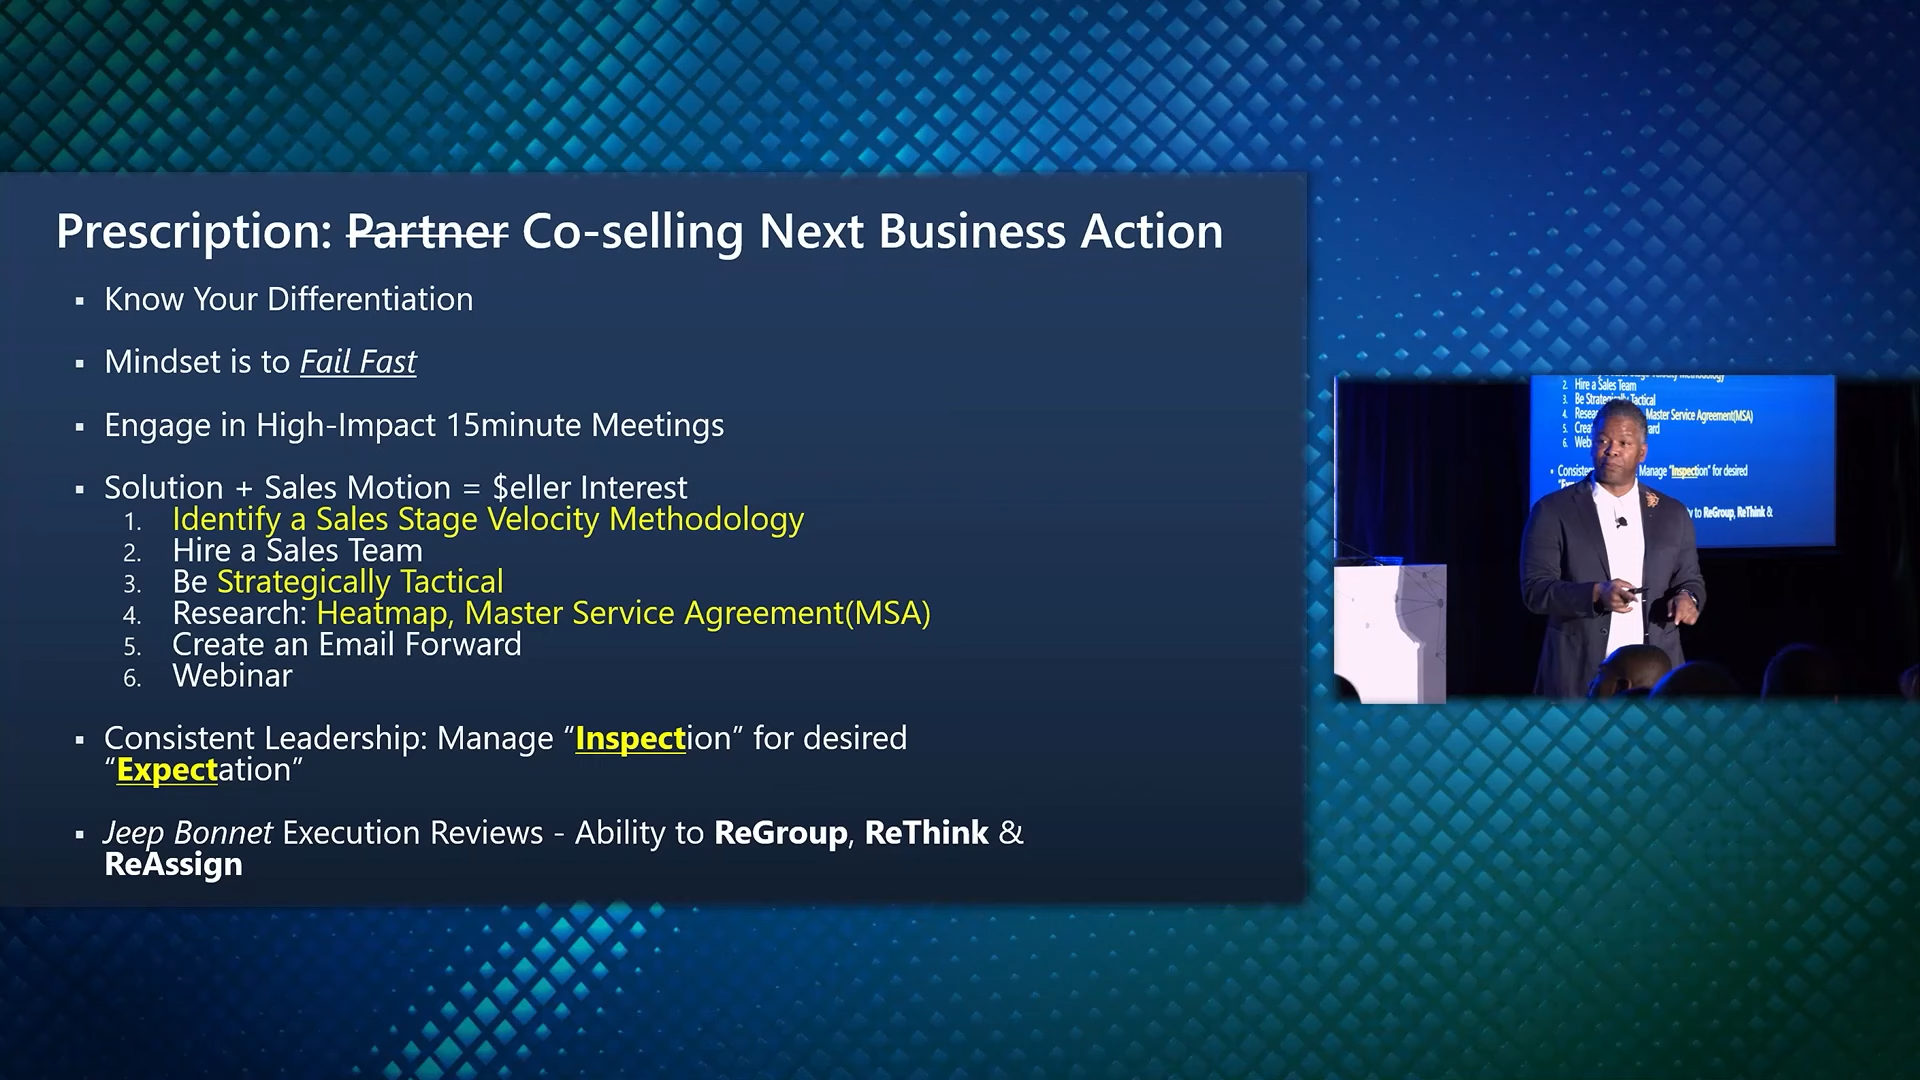 Prescription: Partner Co-selling Next Business Action
▪ Know Your Differentiation
▪ Mindset is to Fail Fast
▪ Engage in High-Impact 15minute Meetings
▪ Solution + Sales Motion = $eller Interest
1. Identify a Sales Stage Velocity Methodology
2. Hire a Sales Team
3. Be Strategically Tactical
4. Research: Heatmap, Master Service Agreement(MSA)
5. Create an Email Forward
6. Webinar
▪ Consistent Leadership: Manage “Inspection” for desired
“Expectation”
▪ Jeep Bonnet Execution Reviews - Ability to ReGroup, ReThink &
ReAssign
Velocity Methodology
2. Hire a Sales Team
3. Be Strategically Tactical
4. Master Service Agreement(MSA)
5.
6.
Manage “Inspection” for desired
to ReGroup, ReThink &